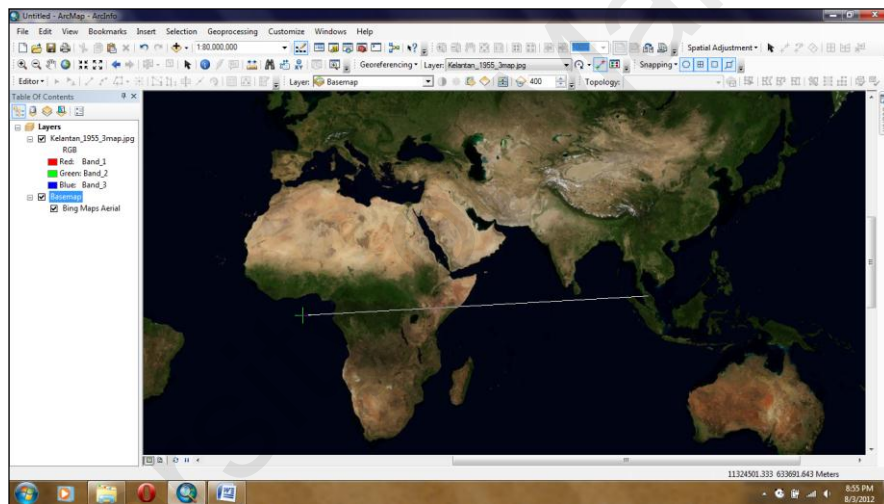 Untitled - ArcMap - ArcInfo
File Edit View Bookmarks Insert Selection Geoprocessing Customize Windows Help
1:80,000,000
Spatial Adjustment
Georeferencing Layer: Kelantan_1955_3map.jpg Snapping
Editor Layer: Basemap 400 Topology:
Table Of Contents
Layers
Kelantan_1955_3map.jpg
RGB
Red: Band_1
Green: Band_2
Blue: Band_3
Basemap
Bing Maps Aerial
11324501.333 633691.643 Meters
8:55 PM
8/3/2012